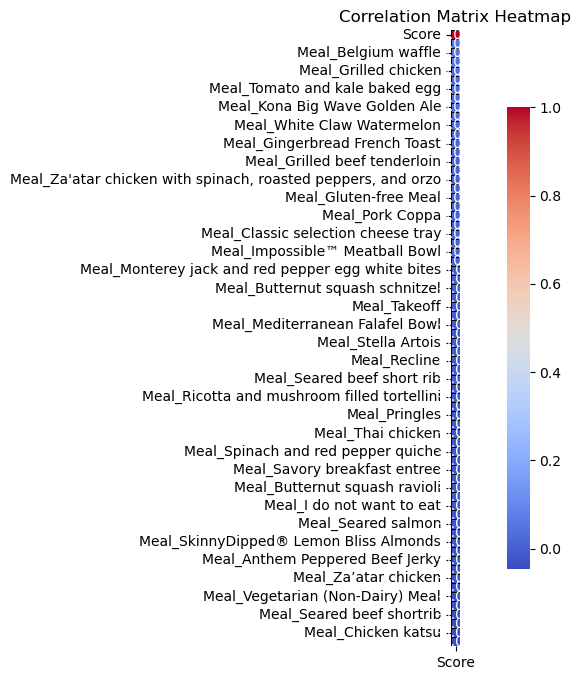 Correlation Matrix Heatmap
Score
Meal_Belgium waffle
Meal_Grilled chicken
Meal_Tomato and kale baked egg
Meal_Kona Big Wave Golden Ale
Meal_White Claw Watermelon
Meal_Gingerbread French Toast
Meal_Grilled beef tenderloin
Meal_Za'atar chicken with spinach, roasted peppers, and orzo
Meal_Gluten-free Meal
Meal_Pork Coppa
Meal_Classic selection cheese tray
Meal_Impossible™ Meatball Bowl
Meal_Monterey jack and red pepper egg white bites
Meal_Butternut squash schnitzel
Meal_Takeoff
Meal_Mediterranean Falafel Bowl
Meal_Stella Artois
Meal_Recline
Meal_Seared beef short rib
Meal_Ricotta and mushroom filled tortellini
Meal_Pringles
Meal_Thai chicken
Meal_Spinach and red pepper quiche
Meal_Savory breakfast entree
Meal_Butternut squash ravioli
Meal_I do not want to eat
Meal_Seared salmon
Meal_SkinnyDipped® Lemon Bliss Almonds
Meal_Anthem Peppered Beef Jerky
Meal_Za’atar chicken
Meal_Vegetarian (Non-Dairy) Meal
Meal_Seared beef shortrib
Meal_Chicken katsu
Score
1.0
0.8
0.6
0.4
0.2
0.0